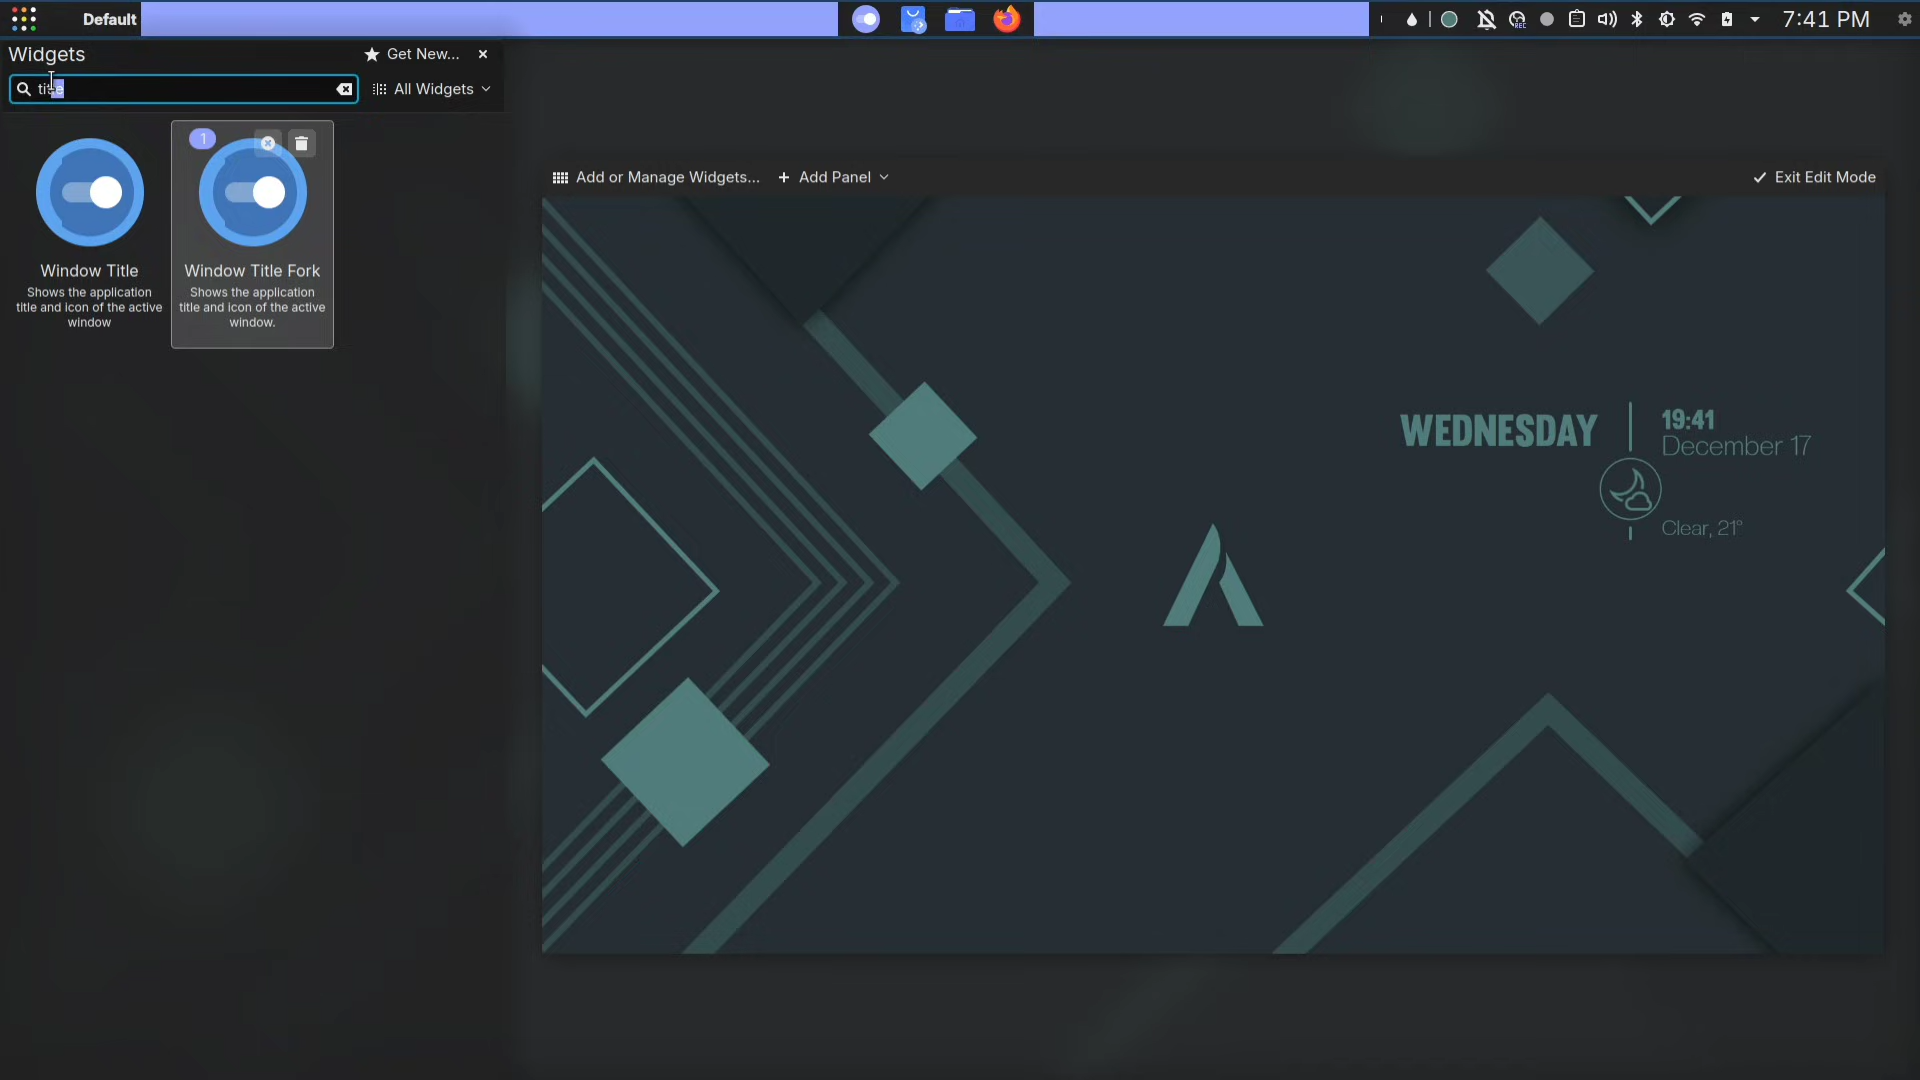 Default
7:41 PM
Widgets
Get New...
title
All Widgets
1
Window Title
Shows the application
title and icon of the active
window
Window Title Fork
Shows the application
title and icon of the active
window.
Add or Manage Widgets...
Add Panel
Exit Edit Mode
WEDNESDAY
19:41
December 17
Clear, 21°
REC